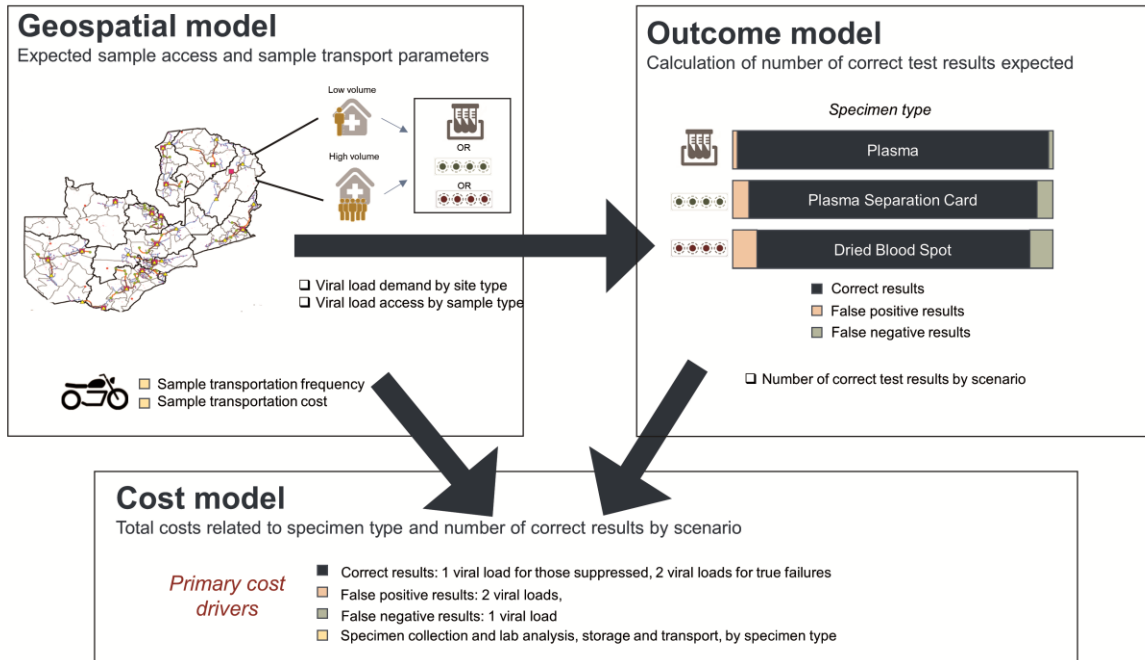 Geospatial model
Expected sample access and sample transport parameters
Low volume
High volume
OR
OR
❑ Viral load demand by site type
❑ Viral load access by sample type
Sample transportation frequency
Sample transportation cost
Outcome model
Calculation of number of correct test results expected
Specimen type
Plasma
Plasma Separation Card
Dried Blood Spot
Correct results
False positive results
False negative results
❑ Number of correct test results by scenario
Cost model
Total costs related to specimen type and number of correct results by scenario
Primary cost
drivers
Correct results: 1 viral load for those suppressed, 2 viral loads for true failures
False positive results: 2 viral loads,
False negative results: 1 viral load
Specimen collection and lab analysis, storage and transport, by specimen type